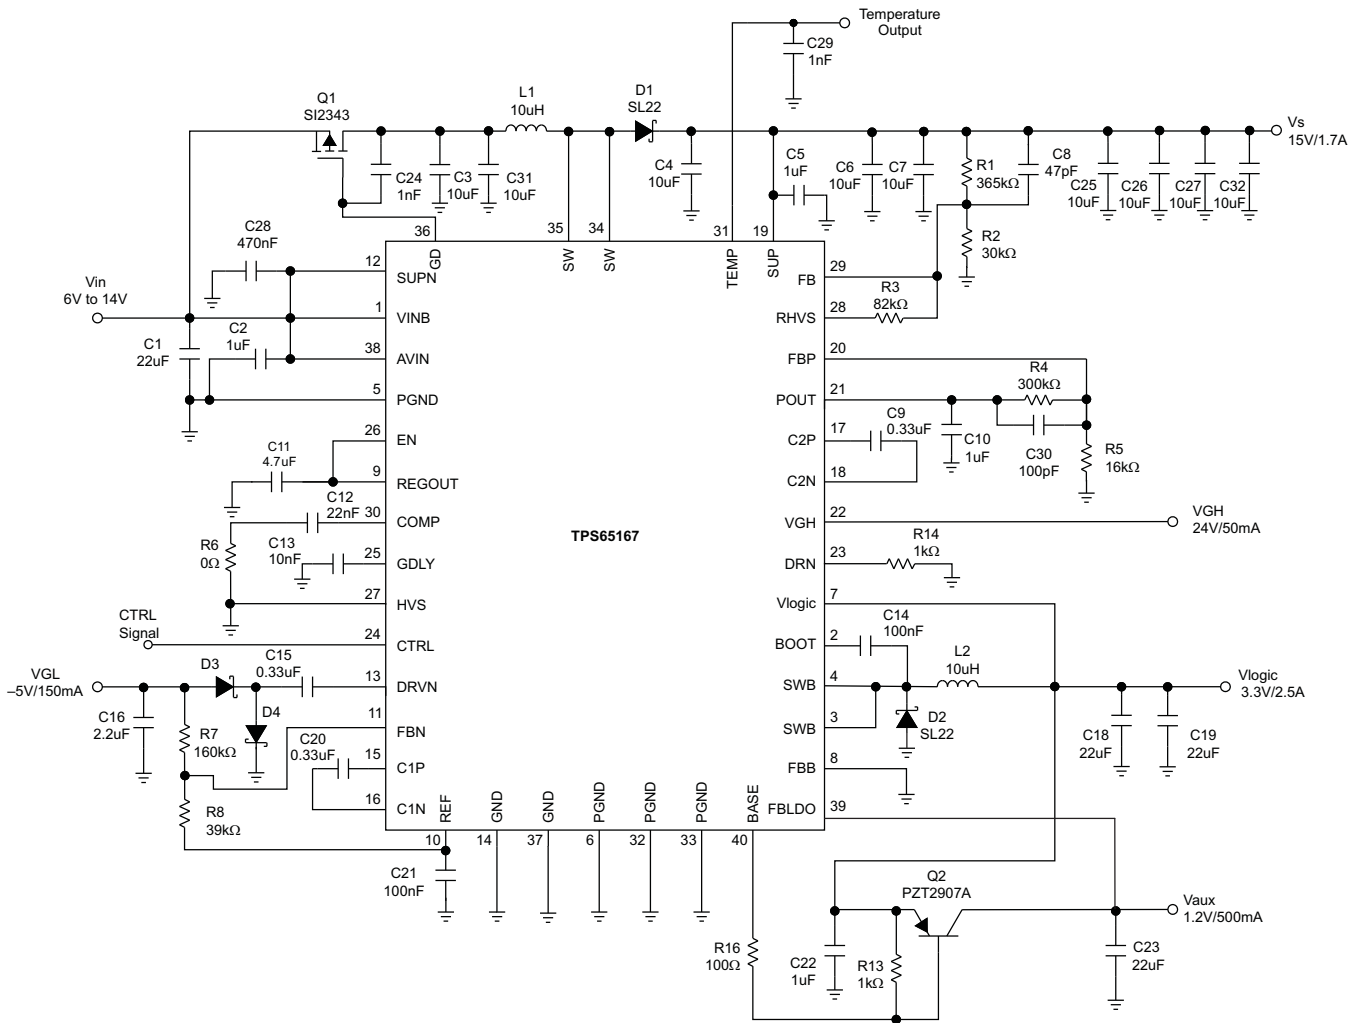 Temperature
Output
C29
1nF
Q1
SI2343
L1
10uH
D1
SL22
Vs
15V/1.7A
C24
1nF
C3
10uF
C31
10uF
C4
10uF
C5
1uF
C6
10uF
C7
10uF
R1
365kΩ
C8
47pF
C25
10uF
C26
10uF
C27
10uF
C32
10uF
R2
30kΩ
C28
470nF
36
GD
35
SW
34
SW
31
TEMP
19
SUP
Vin
6V to 14V
C1
22uF
C2
1uF
12
SUPN
1
VINB
38
AVIN
5
PGND
26
EN
9
REGOUT
30
COMP
25
GDLY
27
HVS
24
CTRL
13
DRVN
11
FBN
15
C1P
16
C1N
C11
4.7uF
C12
22nF
R6
0Ω
C13
10nF
CTRL
Signal
VGL
–5V/150mA
D3
C15
0.33uF
D4
C16
2.2uF
R7
160kΩ
C20
0.33uF
R8
39kΩ
TPS65167
29
FB
28
RHVS
R3
82kΩ
20
FBP
21
POUT
R4
300kΩ
17
C2P
C9
0.33uF
C10
1uF
C30
100pF
R5
16kΩ
18
C2N
22
VGH
VGH
24V/50mA
23
DRN
R14
1kΩ
7
Vlogic
2
BOOT
C14
100nF
4
SWB
L2
10uH
Vlogic
3.3V/2.5A
3
SWB
D2
SL22
C18
22uF
C19
22uF
8
FBB
39
FBLDO
REF
10
GND
14
GND
37
PGND
6
PGND
32
PGND
33
BASE
40
C21
100nF
Q2
PZT2907A
Vaux
1.2V/500mA
R16
100Ω
C22
1uF
R13
1kΩ
C23
22uF